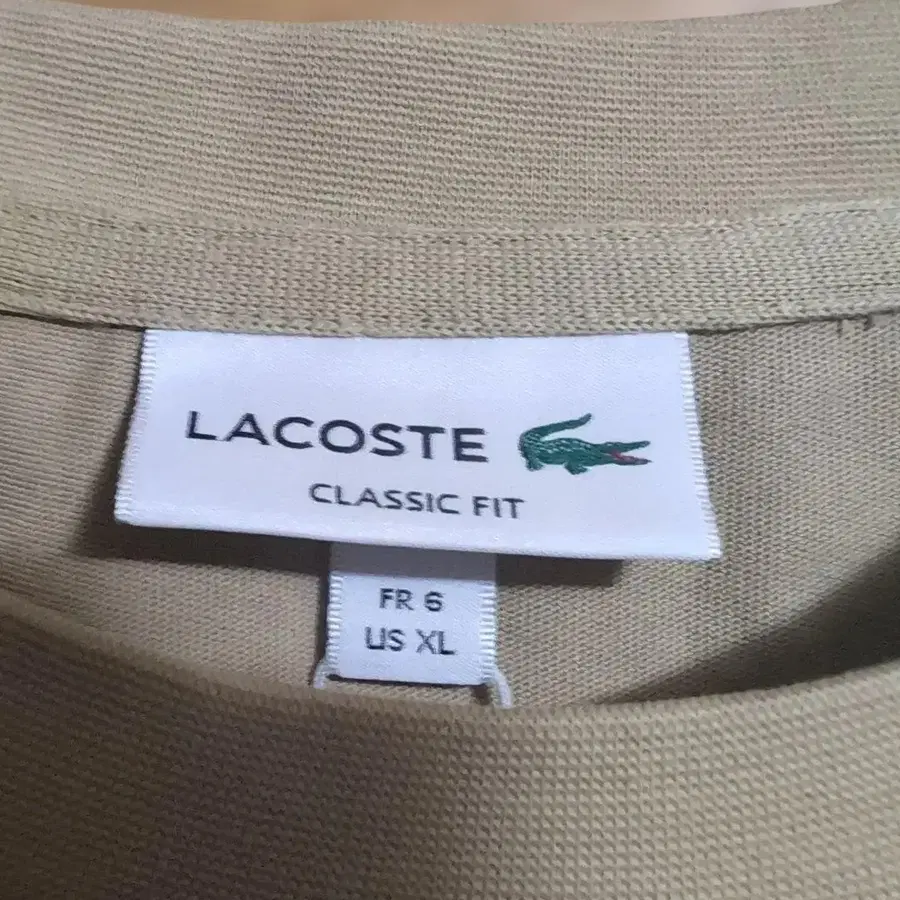 LACOSTE
CLASSIC FIT
FR 6
US XL